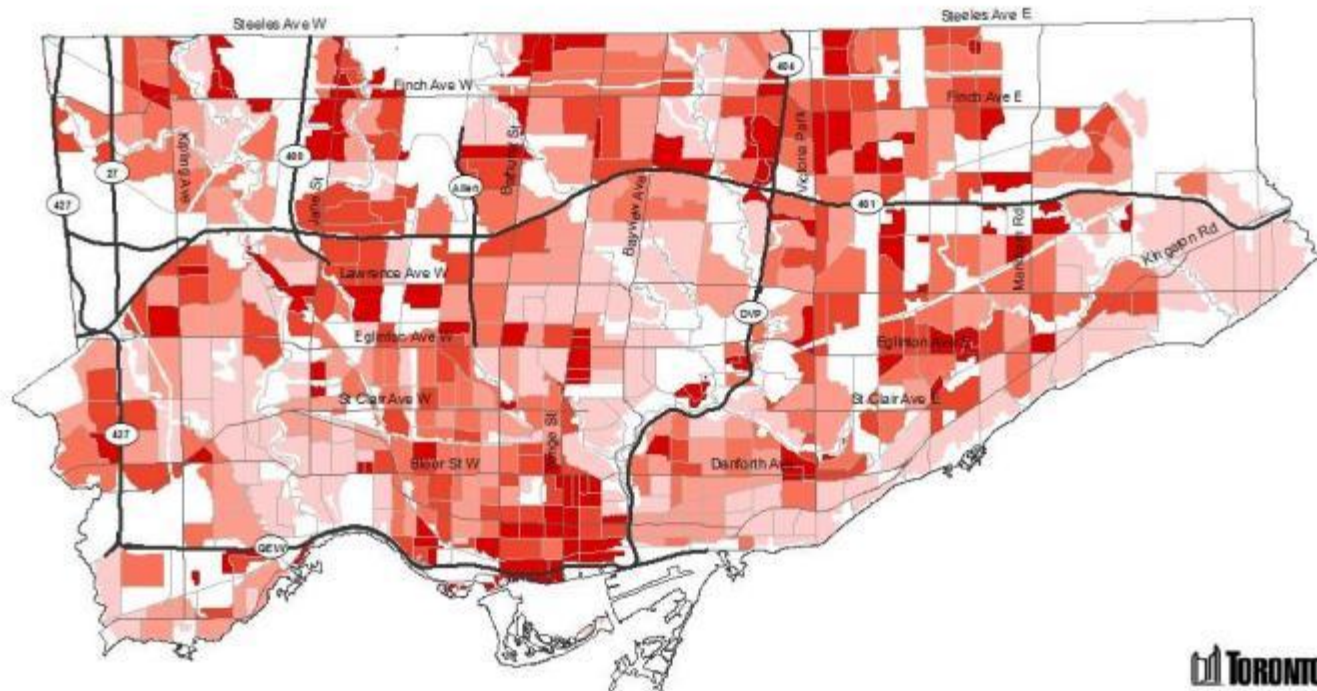 Steeles Ave W
Steeles Ave E
404
Finch Ave W
Finch Ave E
Kipling Ave
27
400
Jane St
Allen
Bathurst St
Bayview Ave
Victoria Park
427
401
Markham Rd
Kingston Rd
Lawrence Ave W
DVP
Eglinton Ave W
Eglinton Ave E
St Clair Ave W
St Clair Ave E
427
Yonge St
Bloor St W
Danforth Ave
QEW
TORONTO